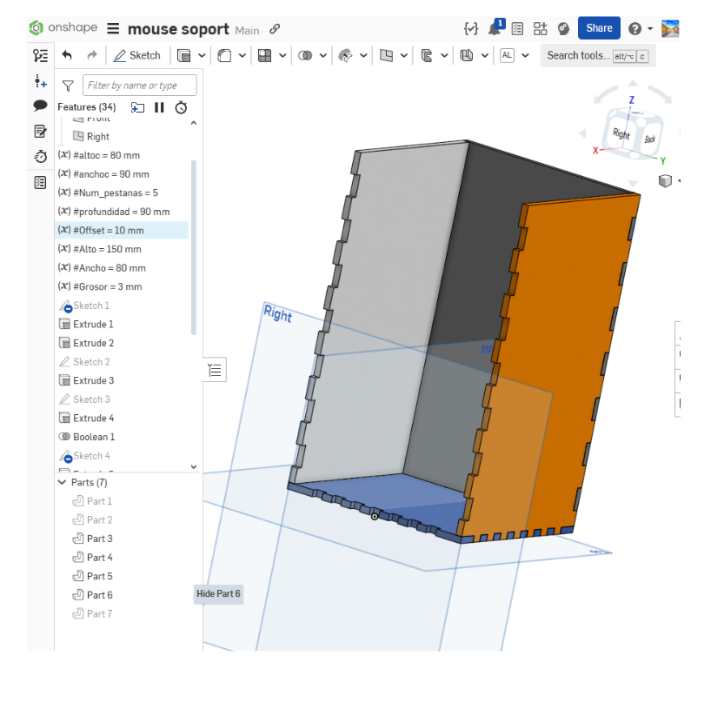 onshape mouse soport Main Share
Sketch AL Search tools... alt/⌥ c
Filter by name or type
Features (34)
Front
Right
(x) #altoc = 80 mm
(x) #anchoc = 90 mm
(x) #Num_pestanas = 5
(x) #profundidad = 90 mm
(x) #Offset = 10 mm
(x) #Alto = 150 mm
(x) #Ancho = 80 mm
(x) #Grosor = 3 mm
Sketch 1
Extrude 1
Extrude 2
Sketch 2
Extrude 3
Sketch 3
Extrude 4
Boolean 1
Sketch 4
Parts (7)
Part 1
Part 2
Part 3
Part 4
Part 5
Part 6
Part 7
Hide Part 6
Right
Z
Right Back
X
Y